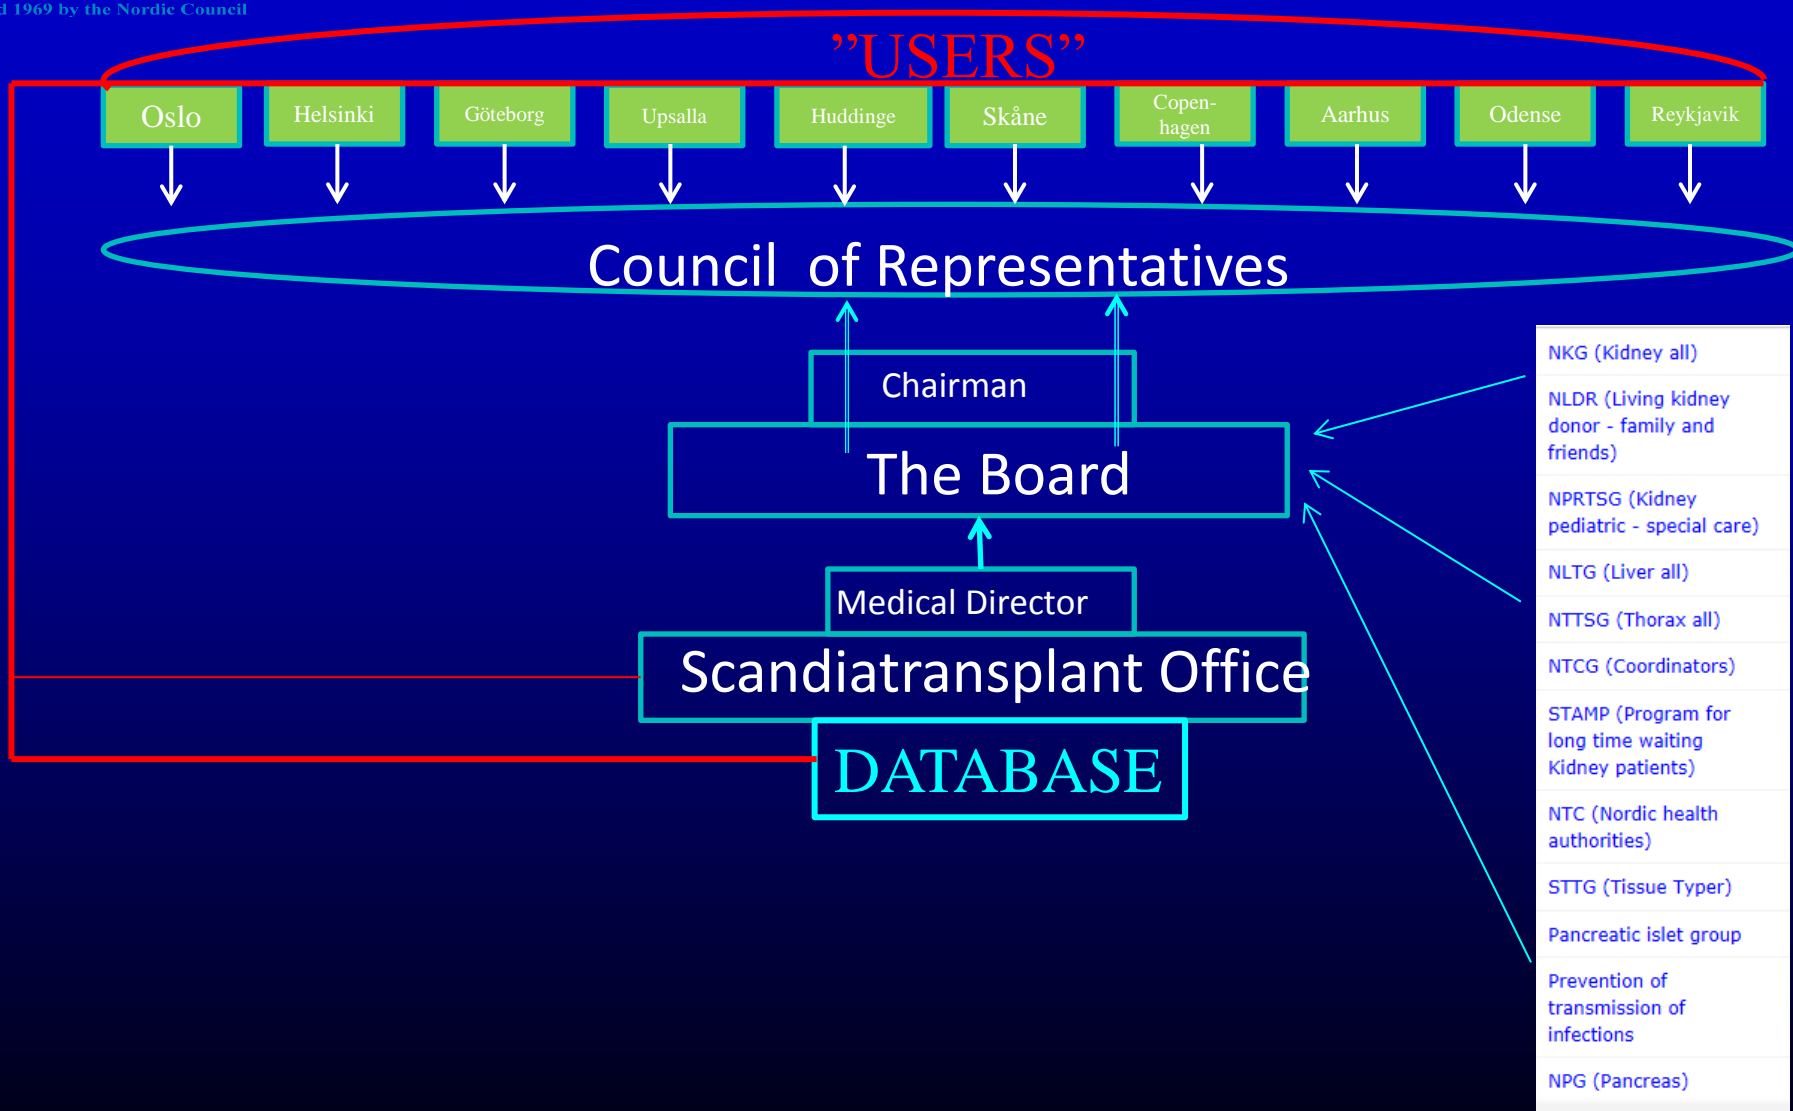 d 1969 by the Nordic Council
”USERS”
Oslo
Helsinki
Göteborg
Upsalla
Huddinge
Skåne
Copen-
hagen
Aarhus
Odense
Reykjavik
Council of Representatives
Chairman
The Board
Medical Director
Scandiatransplant Office
DATABASE
NKG (Kidney all)
NLDR (Living kidney
donor - family and
friends)
NPRTSG (Kidney
pediatric - special care)
NLTG (Liver all)
NTTSG (Thorax all)
NTCG (Coordinators)
STAMP (Program for
long time waiting
Kidney patients)
NTC (Nordic health
authorities)
STTG (Tissue Typer)
Pancreatic islet group
Prevention of
transmission of
infections
NPG (Pancreas)